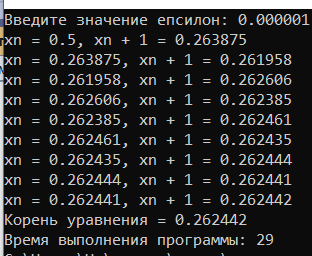 Введите значение епсилон: 0.000001
xn = 0.5, xn + 1 = 0.263875
xn = 0.263875, xn + 1 = 0.261958
xn = 0.261958, xn + 1 = 0.262606
xn = 0.262606, xn + 1 = 0.262385
xn = 0.262385, xn + 1 = 0.262461
xn = 0.262461, xn + 1 = 0.262435
xn = 0.262435, xn + 1 = 0.262444
xn = 0.262444, xn + 1 = 0.262441
xn = 0.262441, xn + 1 = 0.262442
Корень уравнения = 0.262442
Время выполнения программы: 29